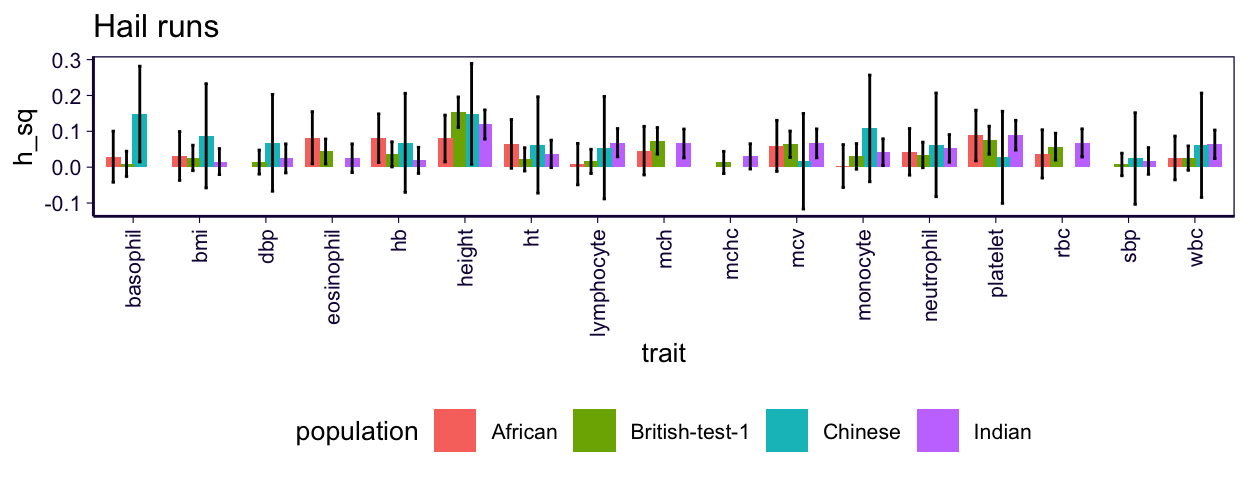 Hail runs
h_sq
0.3
0.2
0.1
0.0
-0.1
basophil
bmi
dbp
eosinophil
hb
height
ht
lymphocyte
mch
mchc
mcv
monocyte
neutrophil
platelet
rbc
sbp
wbc
trait
population African British-test-1 Chinese Indian